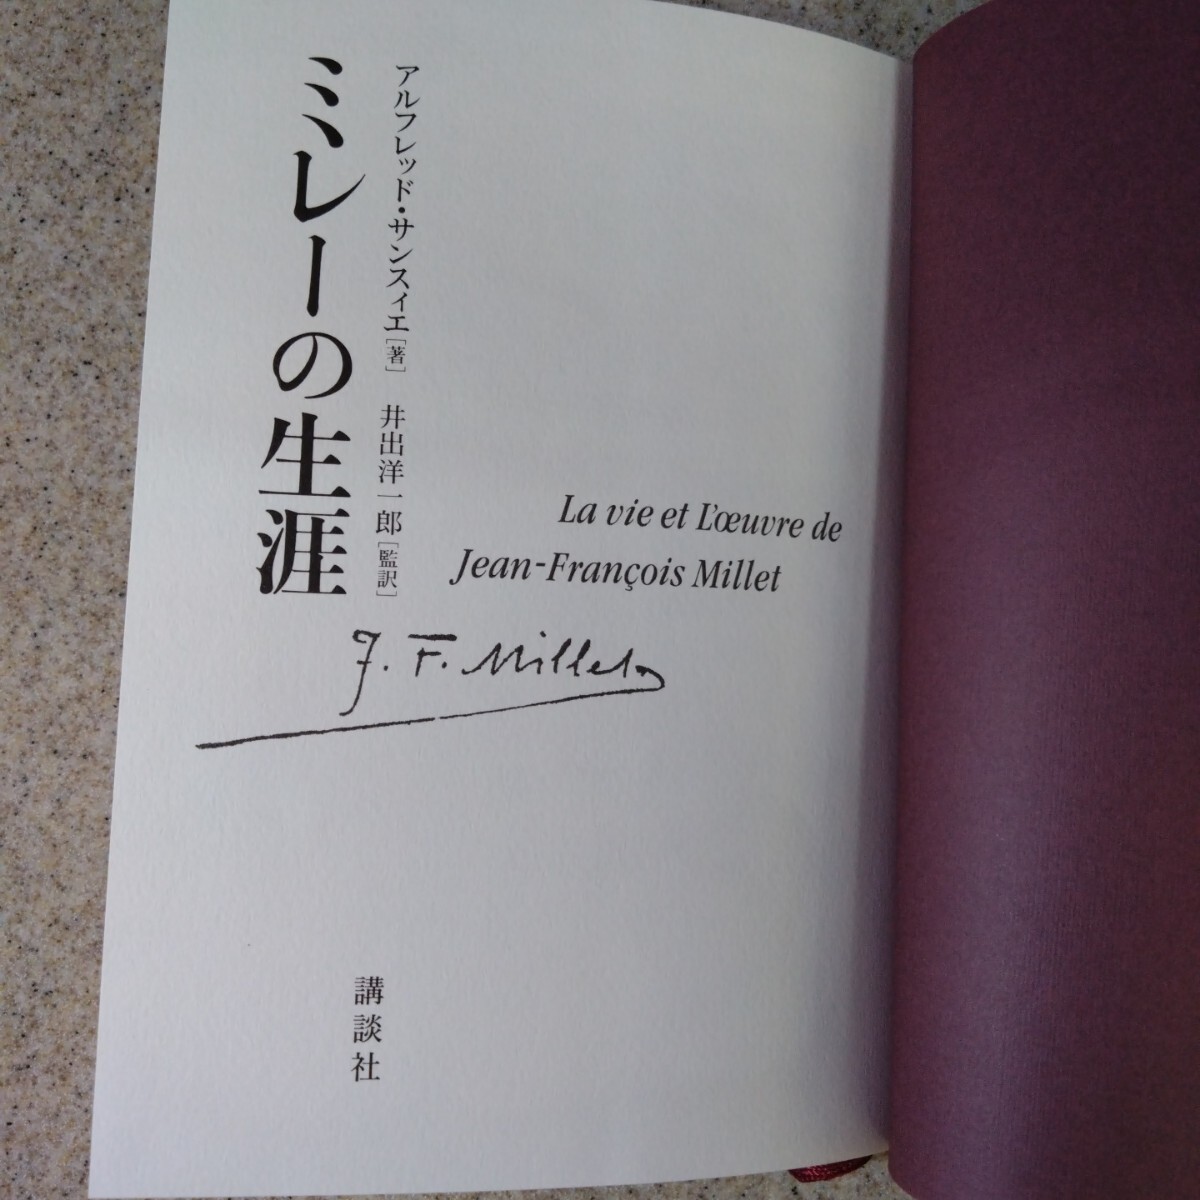 アルフレッド・サンスィエ[著] 井出洋一郎[監訳]
ミレーの生涯
La vie et L'œuvre de
Jean-François Millet
J. F. Millet
講談社